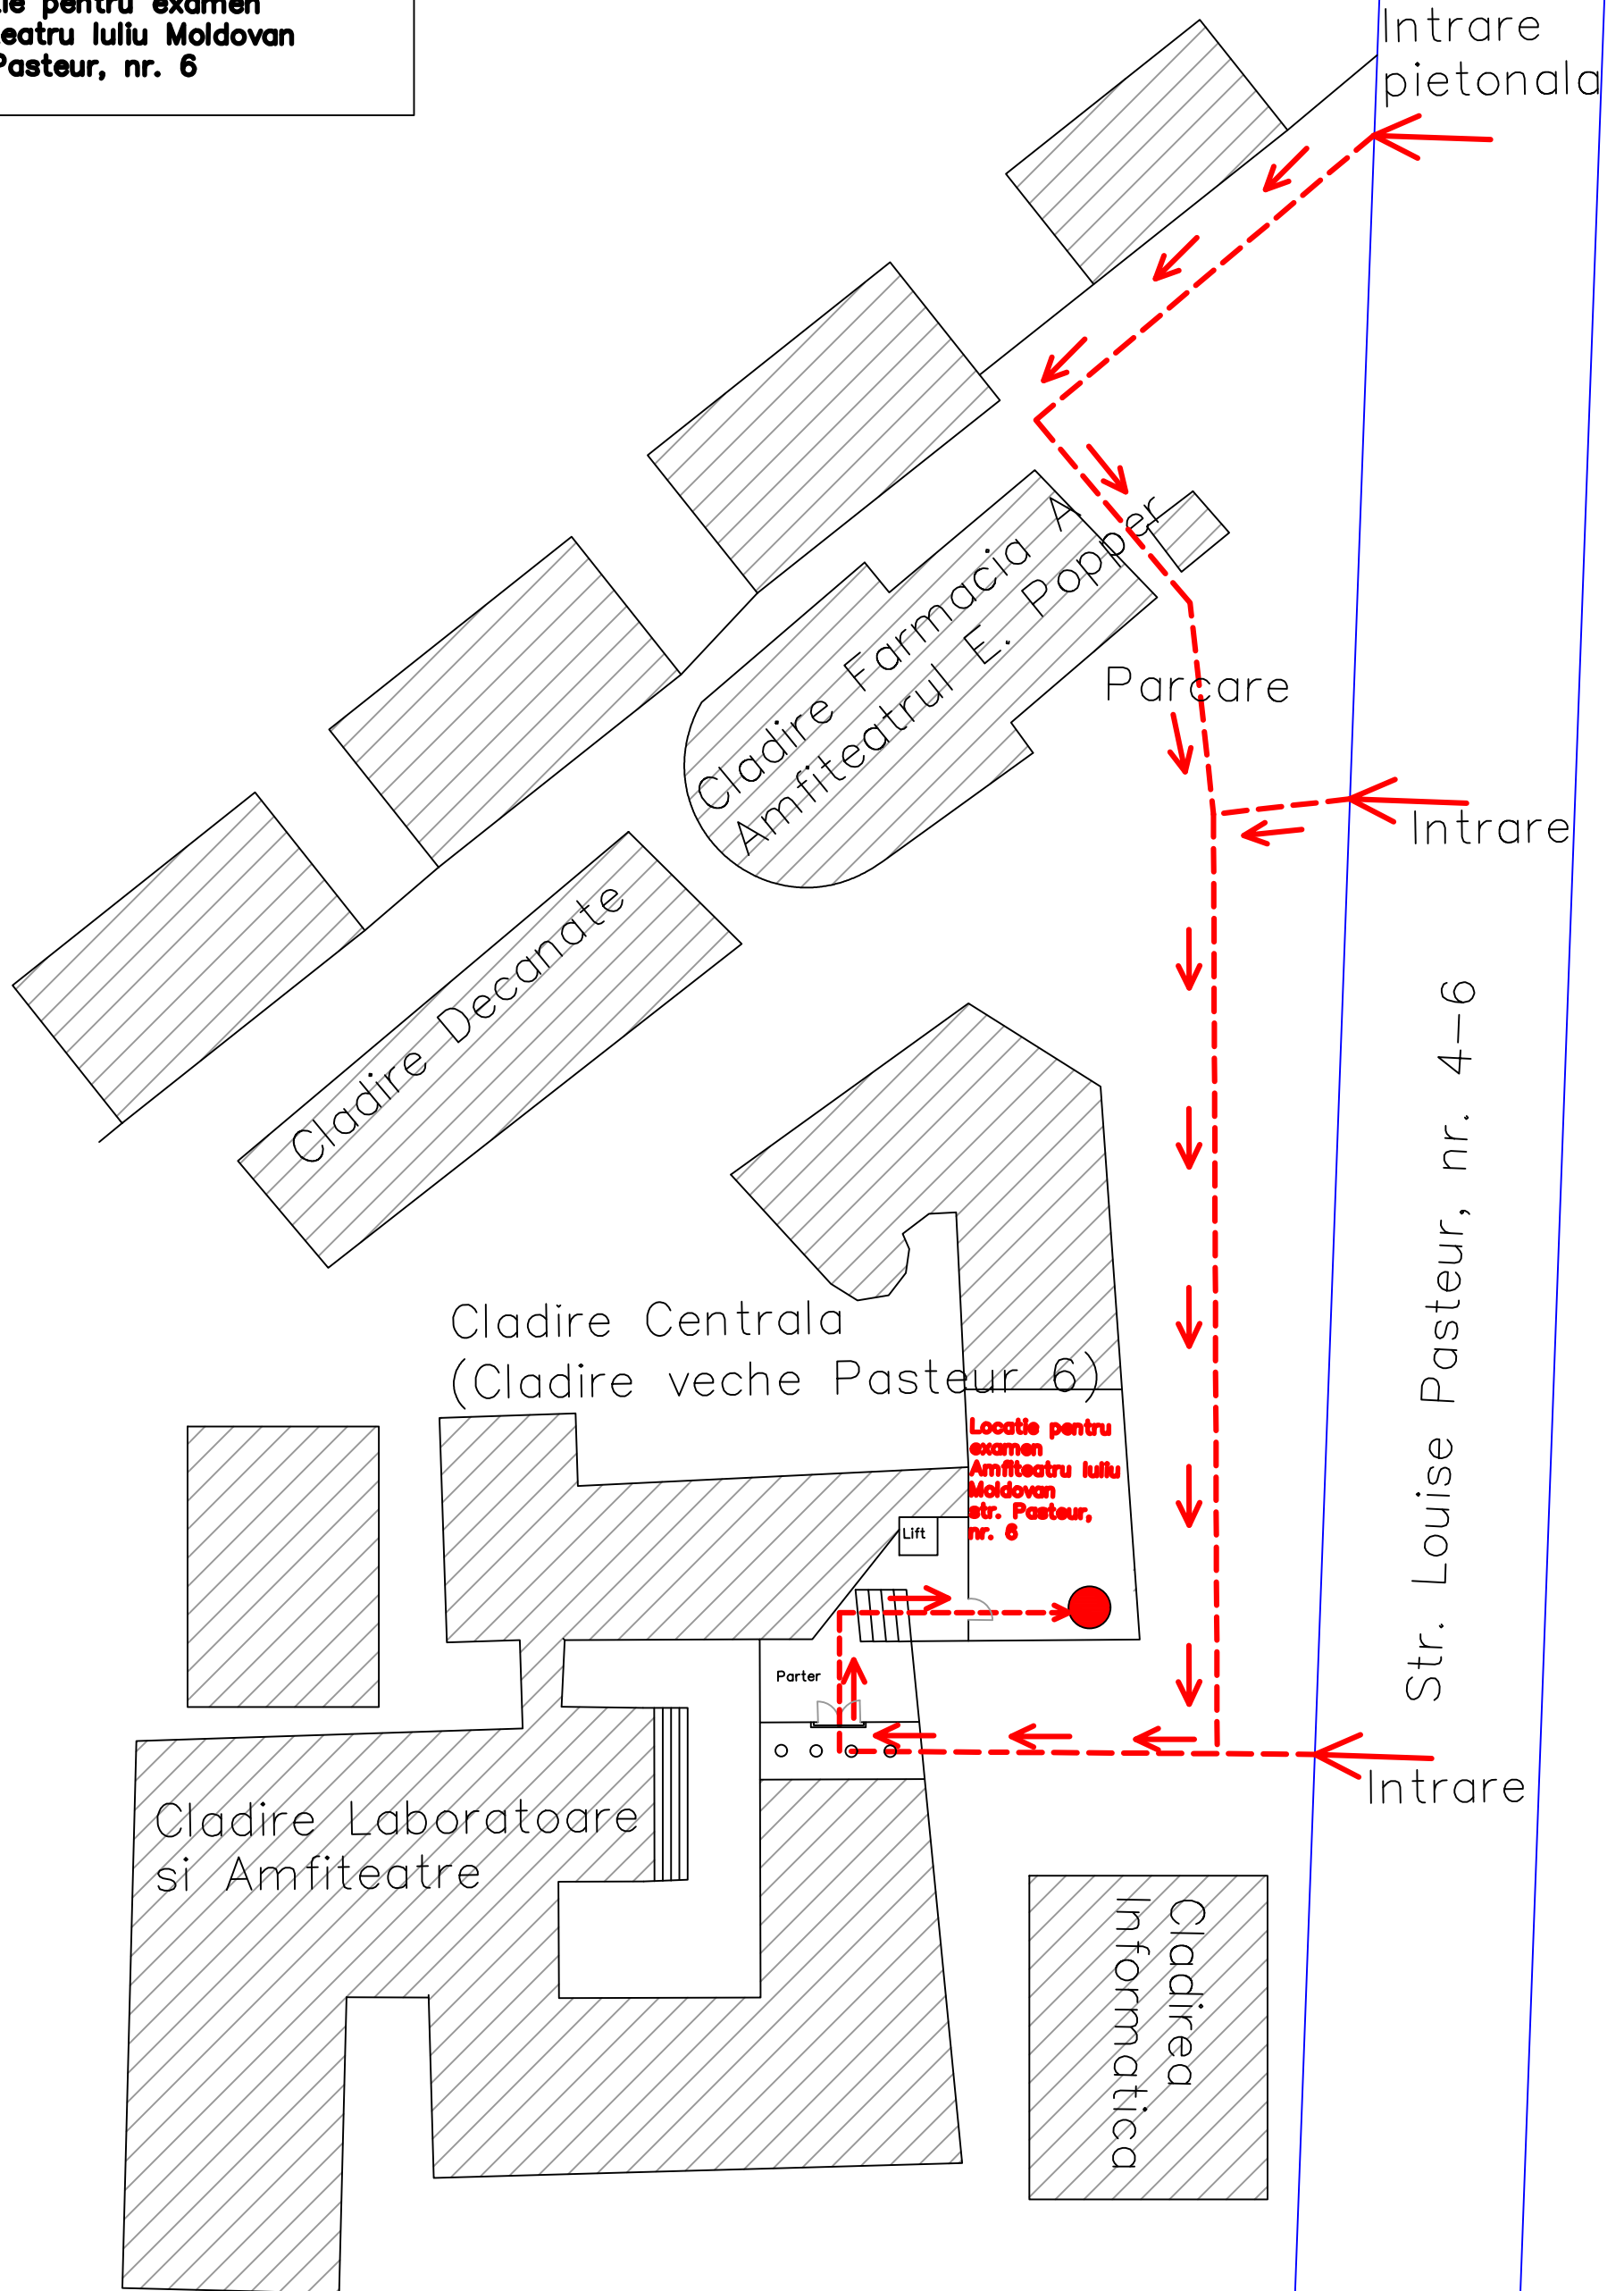 pentru examen
Iuliu Moldovan
Pasteur, nr. 6
Intrare
pietonala
Cladire Farmacia A
Amfiteatrul E. Popper
Parcare
Intrare
Cladire Decanate
Str. Louise Pasteur, nr. 4-6
Cladire Centrala
(Cladire veche Pasteur 6)
Locatie pentru
examen
Amfiteatru Iuliu
Moldovan
str. Pasteur,
nr. 6
Lift
Parter
Intrare
Cladire Laboratoare
si Amfiteatre
Cladirea
Informatica